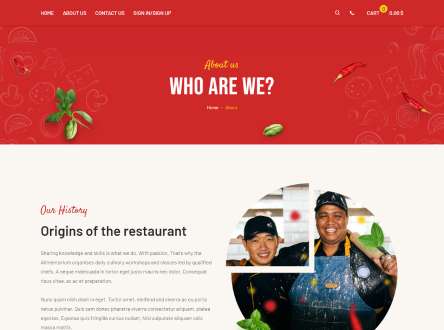 HOME ABOUT US CONTACT US SIGN IN/SIGN UP CART 0 0.00 $
About us
WHO ARE WE?
Home - About
Our History
Origins of the restaurant
Sharing knowledge and skills is what we do. With passion. That's why the
Alimentarium organises daily culinary workshops and classes led by qualified
chefs. A neque malesuada in tortor eget justo mauris nec dolor. Consequat
risus vitae, ac ac et preparation.
Nunc quam nibh diam in eget. Tortor amet, eleifend sed viverra ac eu porta
netus pulvinar. Quis sem donec pharetra viverra consectetur aliquam, platea
egestas. Egestas quis fringilla cursus nullam. Nisl vulputate aliquam odio
massa mattis.